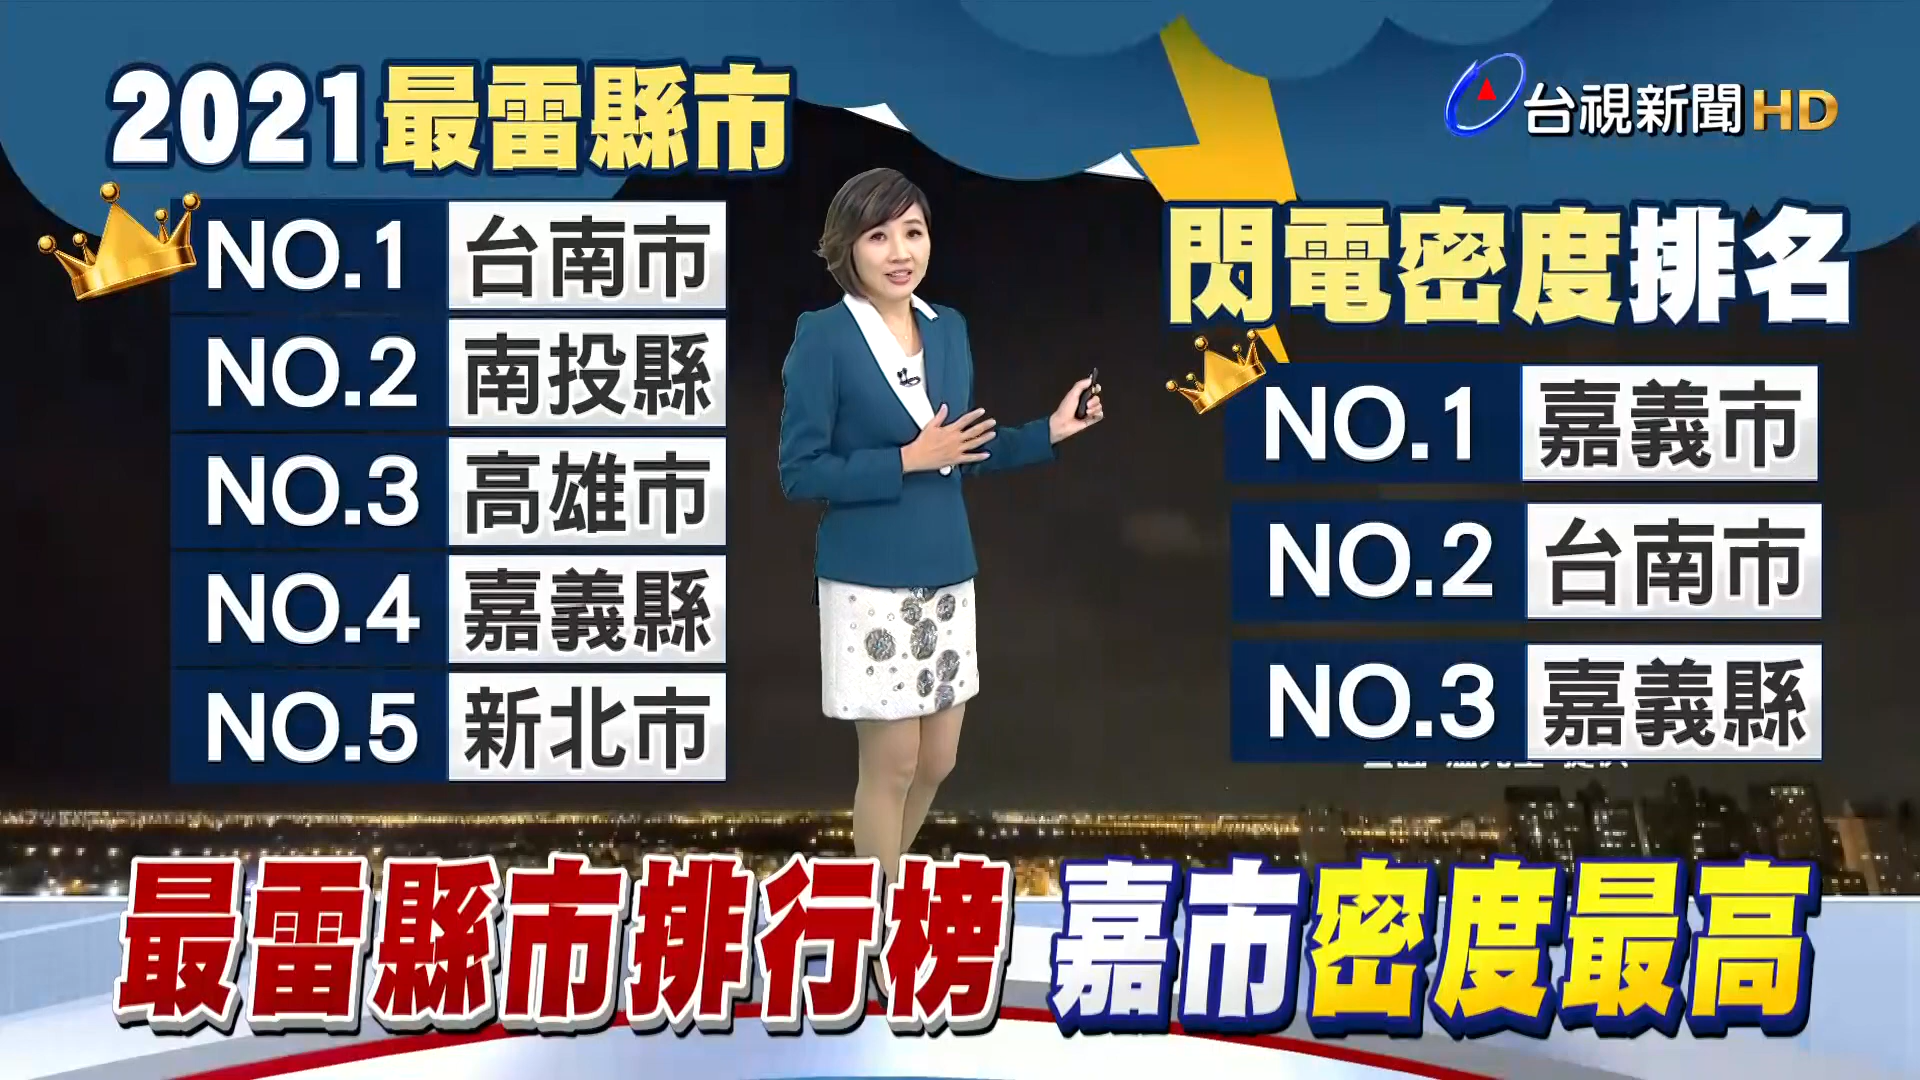 2021最雷縣市
台視新聞HD
NO.1 台南市
NO.2 南投縣
NO.3 高雄市
NO.4 嘉義縣
NO.5 新北市
閃電密度排名
NO.1 嘉義市
NO.2 台南市
NO.3 嘉義縣
最雷縣市排行榜 嘉市密度最高